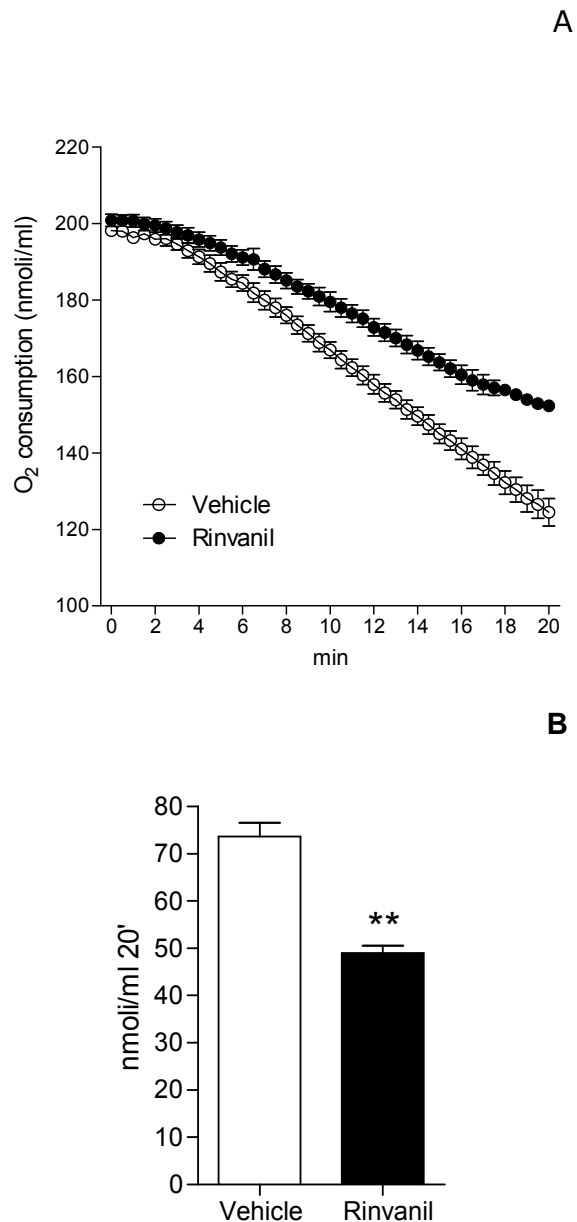 A
220
200
180
160
140
120
100
O2 consumption (nmoli/ml)
Vehicle
Rinvanil
0 2 4 6 8 10 12 14 16 18 20
min
B
80
70
60
50
40
30
20
10
0
nmoli/ml 20'
**
Vehicle Rinvanil